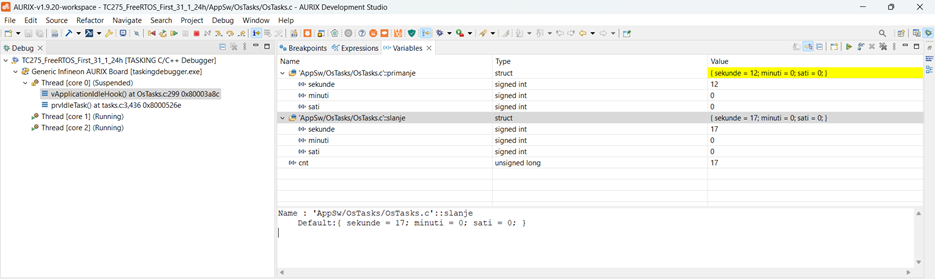 AURIX-v1.9.20-workspace - TC275_FreeRTOS_First_31_1_24h/AppSw/OsTasks/OsTasks.c - AURIX Development Studio
File Edit Source Refactor Navigate Search Project Debug Window Help
Debug
TC275_FreeRTOS_First_31_1_24h [TASKING C/C++ Debugger]
Generic Infineon AURIX Board [taskingdebugger.exe]
Thread [core 0] (Suspended)
vApplicationIdleHook() at OsTasks.c:299 0x80003a8c
prvIdleTask() at tasks.c:3,436 0x8000526e
Thread [core 1] (Running)
Thread [core 2] (Running)
Breakpoints Expressions Variables
Name Type Value
'AppSw/OsTasks/OsTasks.c'::primanje struct { sekunde = 12; minuti = 0; sati = 0; }
sekunde signed int 12
minuti signed int 0
sati signed int 0
'AppSw/OsTasks/OsTasks.c'::slanje struct { sekunde = 17; minuti = 0; sati = 0; }
sekunde signed int 17
minuti signed int 0
sati signed int 0
cnt unsigned long 17
Name : 'AppSw/OsTasks/OsTasks.c'::slanje
Default:{ sekunde = 17; minuti = 0; sati = 0; }